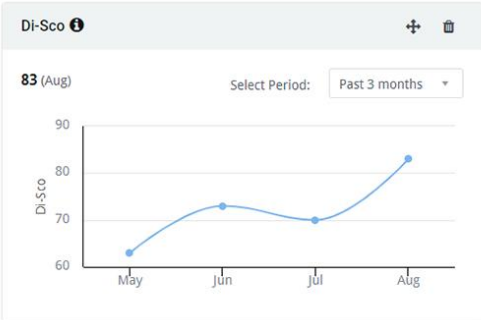 Di-Sco
83 (Aug)
Select Period: Past 3 months
90
80
70
60
Di-Sco
May Jun Jul Aug